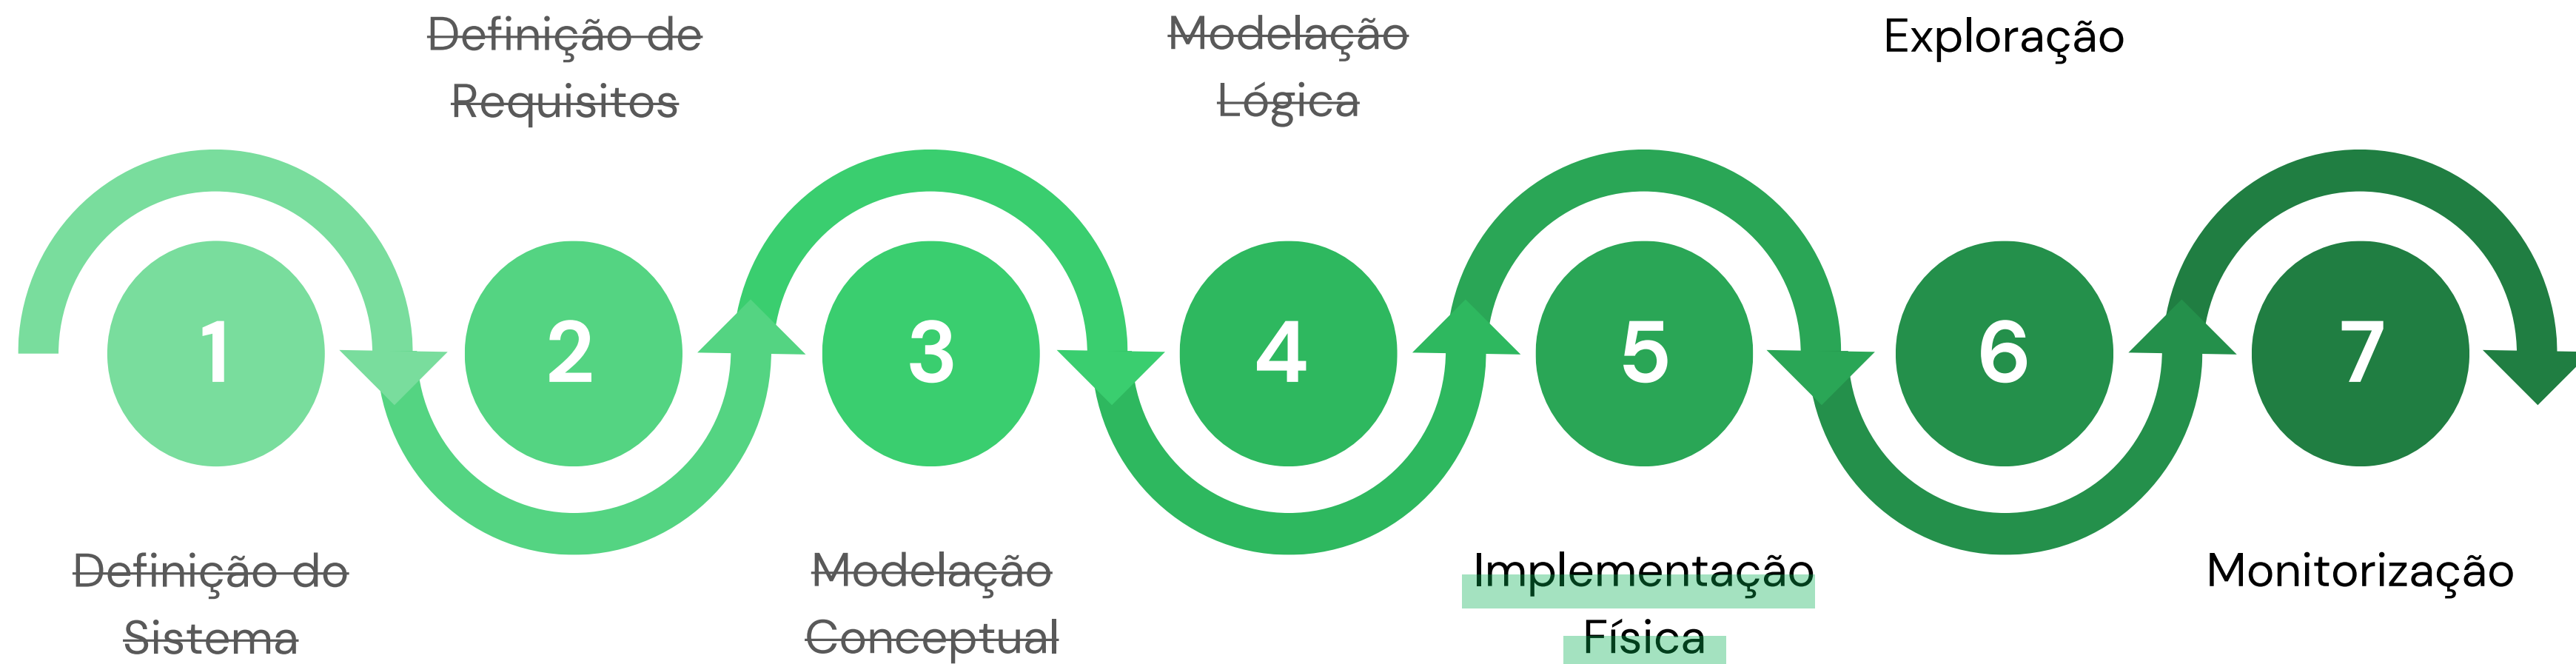 Definição de
Requisitos
Modelação
Lógica
Exploração
1
2
3
4
5
6
7
Definição do
Sistema
Modelação
Conceptual
Implementação
Física
Monitorização